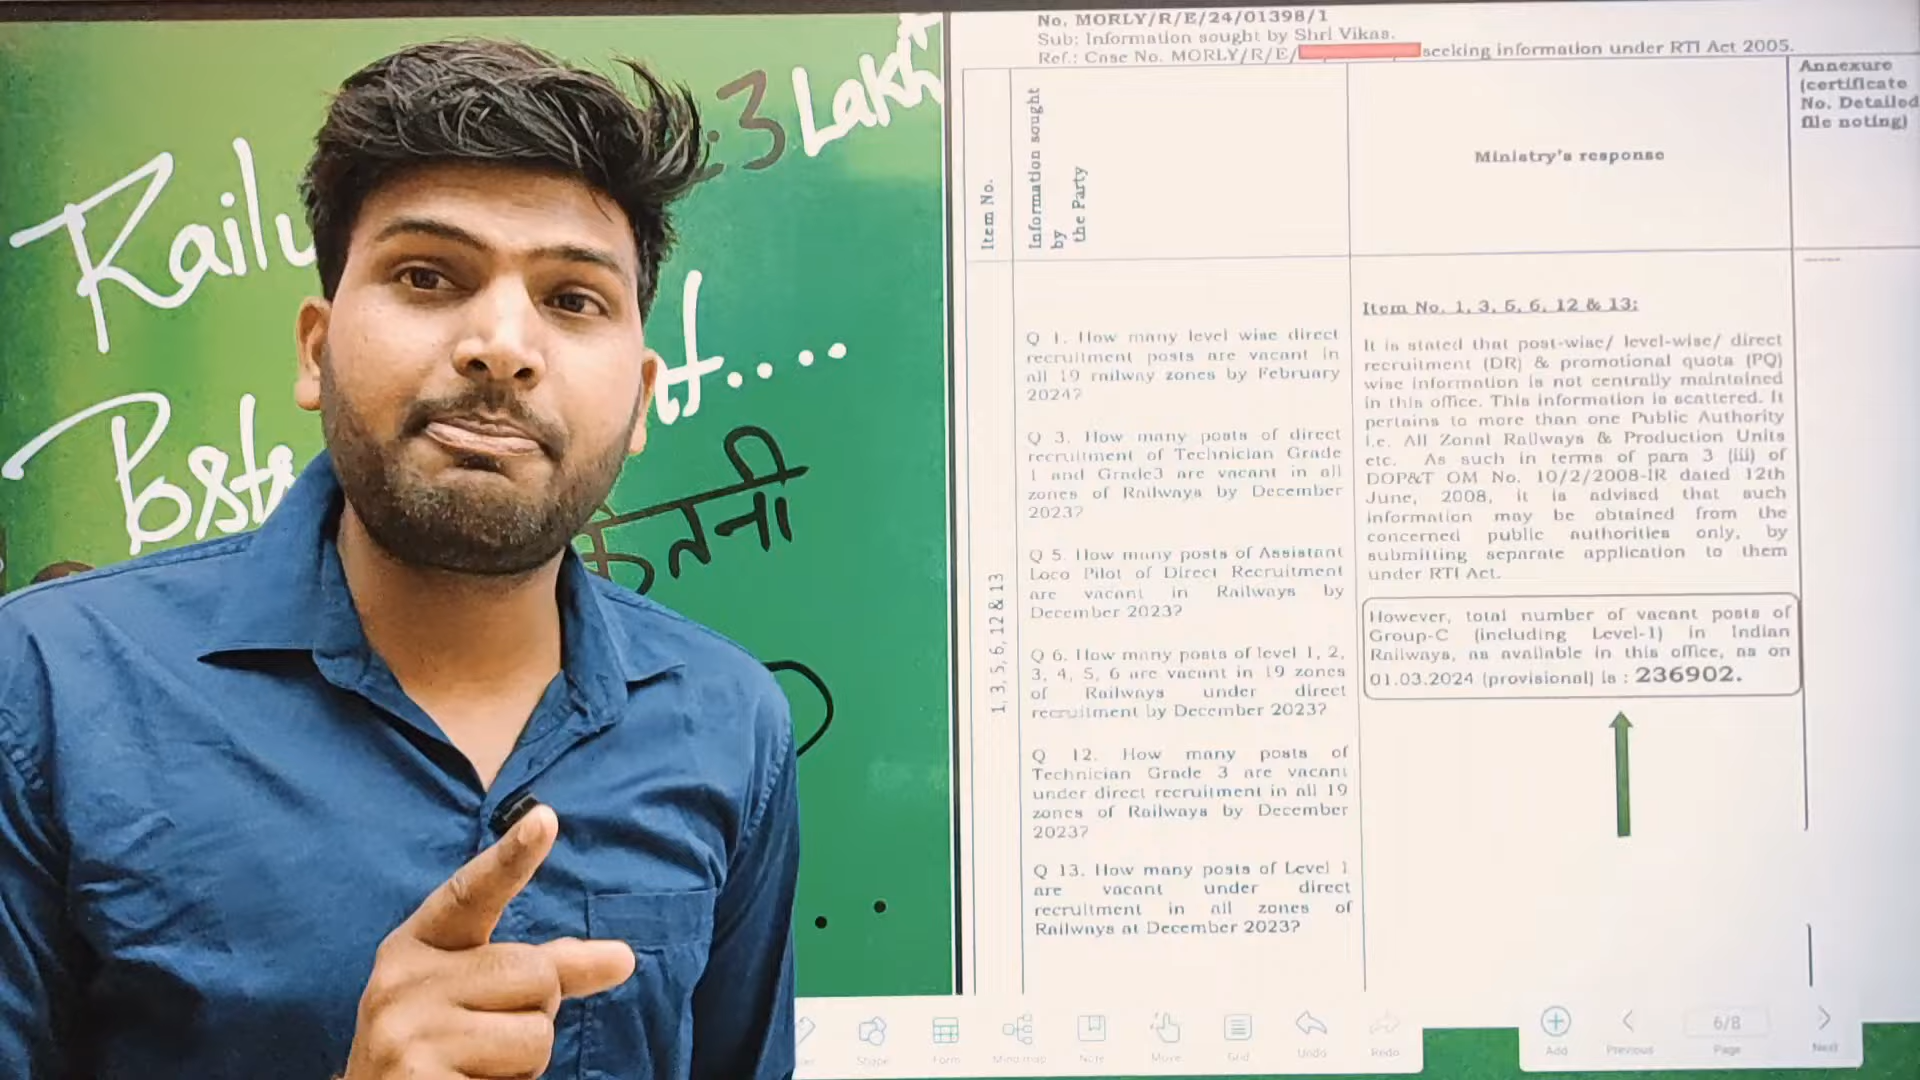 3 Lakh+
Post
कितनी
No. MORLY/R/E/24/01398/1
Sub: Information sought by Shri Vikas.
Ref.: Case No. MORLY/R/E/ seeking information under RTI Act 2005.
Item No.
Information sought
by
the Party
Ministry's response
Annexure
(certificate
No. Detailed
file noting)
1, 3, 5, 6, 12 & 13
Q 1. How many level wise direct
recruitment posts are vacant in
all 19 railway zones by February
2024?
Q 3. How many posts of direct
recruitment of Technician Grade
1 and Grade3 are vacant in all
zones of Railways by December
2023?
Q 5. How many posts of Assistant
Loco Pilot of Direct Recruitment
are vacant in Railways by
December 2023?
Q 6. How many posts of level 1, 2,
3, 4, 5, 6 are vacant in 19 zones
of Railways under direct
recruitment by December 2023?
Q 12. How many posts of
Technician Grade 3 are vacant
under direct recruitment in all 19
zones of Railways by December
2023?
Q 13. How many posts of Level 1
are vacant under direct
recruitment in all zones of
Railways at December 2023?
Item No. 1, 3, 5, 6, 12 & 13:
It is stated that post-wise/ level-wise/ direct
recruitment (DR) & promotional quota (PQ)
wise information is not centrally maintained
in this office. This information is scattered. It
pertains to more than one Public Authority
i.e. All Zonal Railways & Production Units
etc. As such in terms of para 3 (iii) of
DOP&T OM No. 10/2/2008-IR dated 12th
June, 2008, it is advised that such
information may be obtained from the
concerned public authorities only, by
submitting separate application to them
under RTI Act.
However, total number of vacant posts of
Group-C (including Level-1) in Indian
Railways, as available in this office, as on
01.03.2024 (provisional) is : 236902.
Shape
Form
Mind map
Note
Move
Grid
Undo
Redo
Add
Previous
6/8
Page
Next